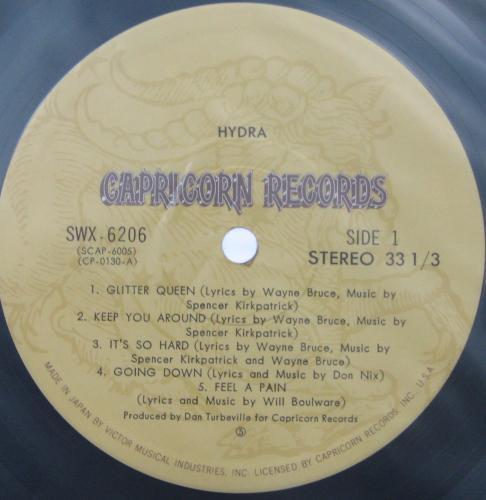 HYDRA
CAPRICORN RECORDS
SWX-6206
(SCAP-6005)
(CP-0130-A)
SIDE 1
STEREO 33 1/3
1. GLITTER QUEEN (Lyrics by Wayne Bruce, Music by
Spencer Kirkpatrick)
2. KEEP YOU AROUND (Lyrics by Wayne Bruce, Music by
Spencer Kirkpatrick)
3. IT'S SO HARD (Lyrics by Wayne Bruce, Music by
Spencer Kirkpatrick and Wayne Bruce)
4. GOING DOWN (Lyrics and Music by Don Nix)
5. FEEL A PAIN
(Lyrics and Music by Will Boulware)
Produced by Dan Turbeville for Capricorn Records
MADE IN JAPAN BY VICTOR MUSICAL INDUSTRIES, INC. LICENSED BY CAPRICORN RECORDS, INC. U.S.A.